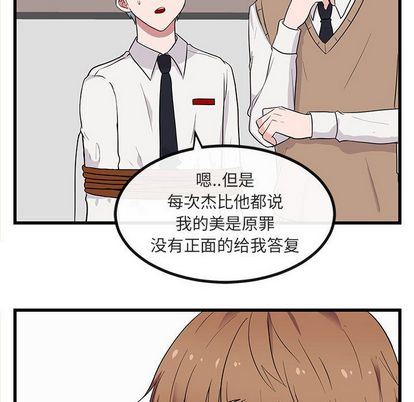 嗯..但是
每次杰比他都说
我的美是原罪
没有正面的给我答复